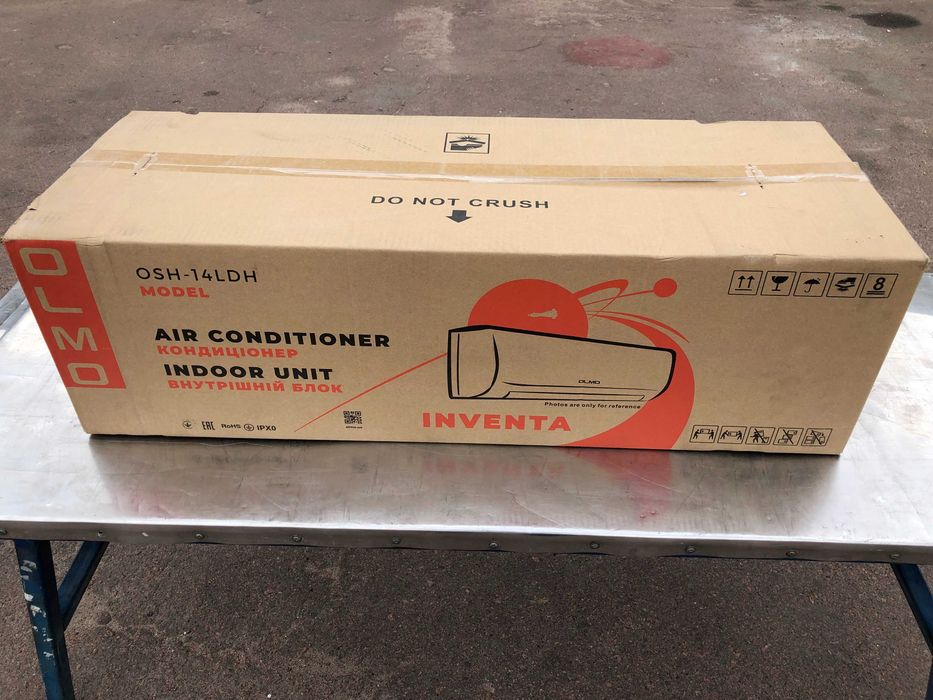 DO NOT CRUSH
OLMO
OSH-14LDH
MODEL
AIR CONDITIONER
КОНДИЦІОНЕР
INDOOR UNIT
ВНУТРІШНІЙ БЛОК
EAC RoHS IPX0
OLMO
Photos are only for reference
INVENTA
8